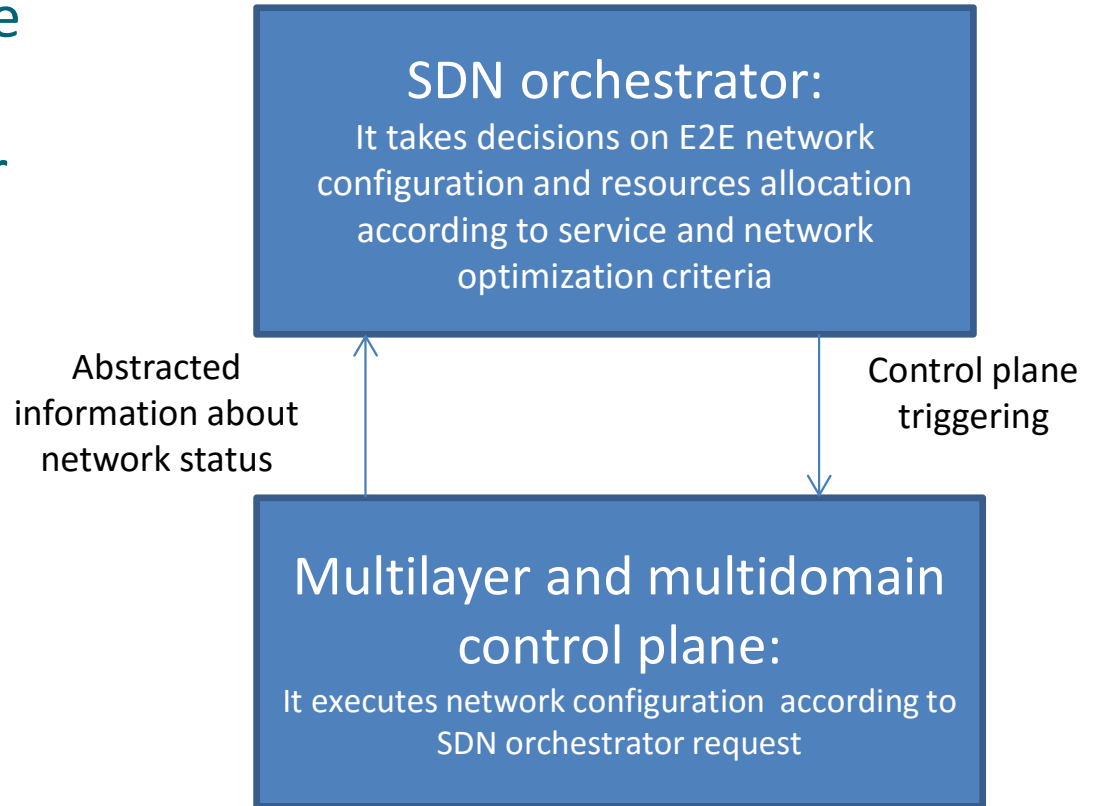 e
r
SDN orchestrator:
It takes decisions on E2E network
configuration and resources allocation
according to service and network
optimization criteria
Abstracted
information about
network status
Control plane
triggering
Multilayer and multidomain
control plane:
It executes network configuration according to
SDN orchestrator request